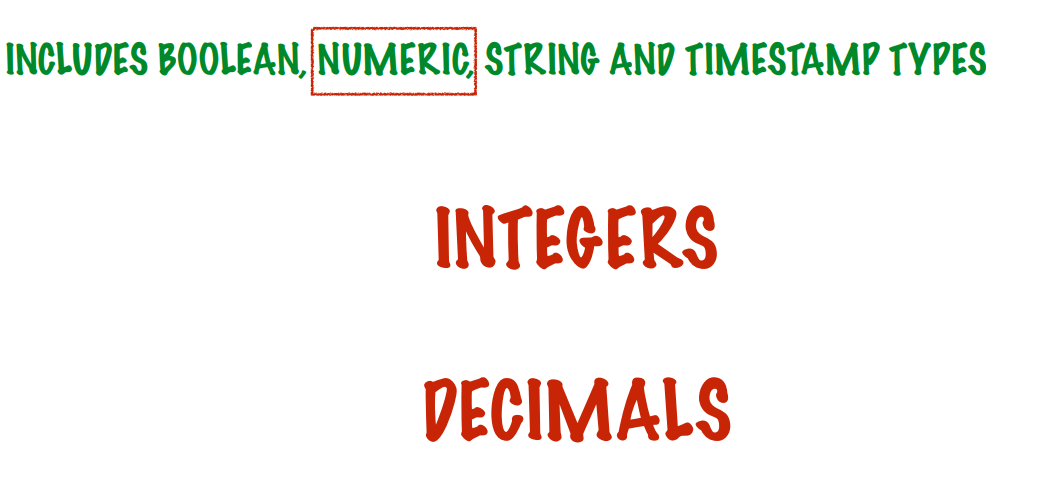 INCLUDES BOOLEAN, NUMERIC, STRING AND TIMESTAMP TYPES
INTEGERS
DECIMALS